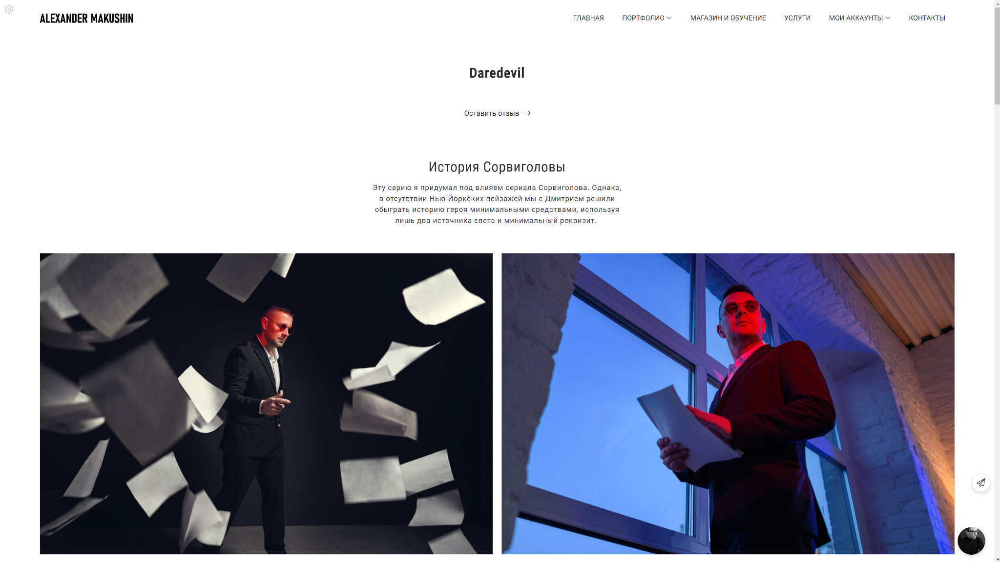 ALEXANDER MAKUSHIN
ГЛАВНАЯ
ПОРТФОЛИО
МАГАЗИН И ОБУЧЕНИЕ
УСЛУГИ
МОИ АККАУНТЫ
КОНТАКТЫ
Daredevil
Оставить отзыв
История Сорвиголовы
Эту серию я придумал под влияем сериала Сорвиголова. Однако,
в отсутствии Нью-Йоркских пейзажей мы с Дмитрием решили
обыграть историю героя минимальными средствами, используя
лишь два источника света и минимальный реквизит.